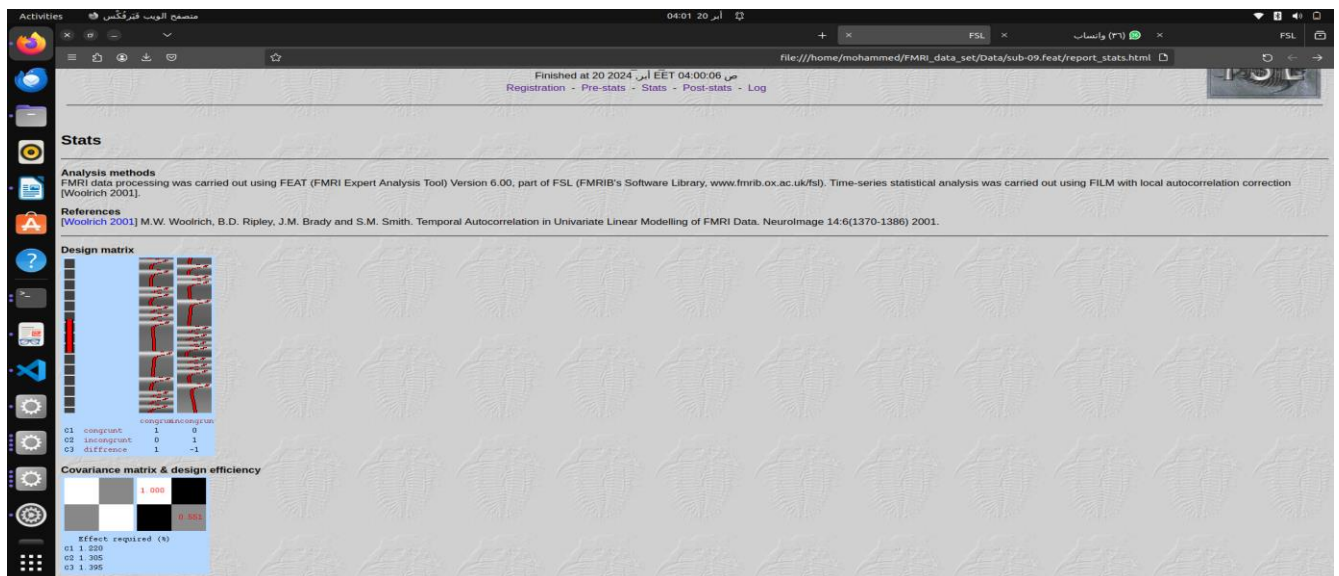 Activities
متصفح الويب فَيَرفُكْس
20 أبر 04:01
FSL
(٣٦) واتساب
FSL
file:///home/mohammed/FMRI_data_set/Data/sub-09.feat/report_stats.html
Finished at 20 2024 أبر EET 04:00:06 ص
Registration - Pre-stats - Stats - Post-stats - Log
Stats
Analysis methods
FMRI data processing was carried out using FEAT (FMRI Expert Analysis Tool) Version 6.00, part of FSL (FMRIB's Software Library, www.fmrib.ox.ac.uk/fsl). Time-series statistical analysis was carried out using FILM with local autocorrelation correction
[Woolrich 2001].
References
[Woolrich 2001] M.W. Woolrich, B.D. Ripley, J.M. Brady and S.M. Smith. Temporal Autocorrelation in Univariate Linear Modelling of FMRI Data. NeuroImage 14:6(1370-1386) 2001.
Design matrix
C1 congrunt 1 0
C2 incongrunt 0 1
C3 diffrence 1 -1
Covariance matrix & design efficiency
1.000
0.551
Effect required (%)
C1 1.220
C2 1.305
C3 1.395